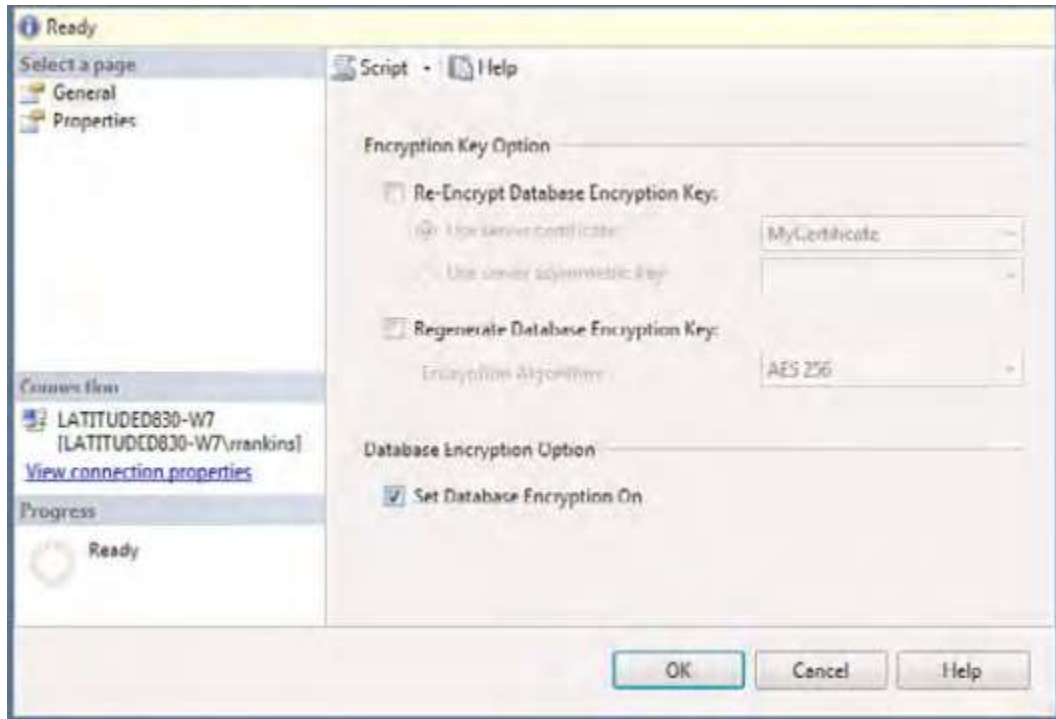 Ready
Select a page
General
Properties
Script Help
Encryption Key Option
Re-Encrypt Database Encryption Key:
Use server certificate: MyCertificate
Use server asymmetric key:
Regenerate Database Encryption Key:
Encryption Algorithm: AES 256
Database Encryption Option
Set Database Encryption On
Connection
LATITUDED830-W7
[LATITUDED830-W7\rrankins]
View connection properties
Progress
Ready
OK Cancel Help